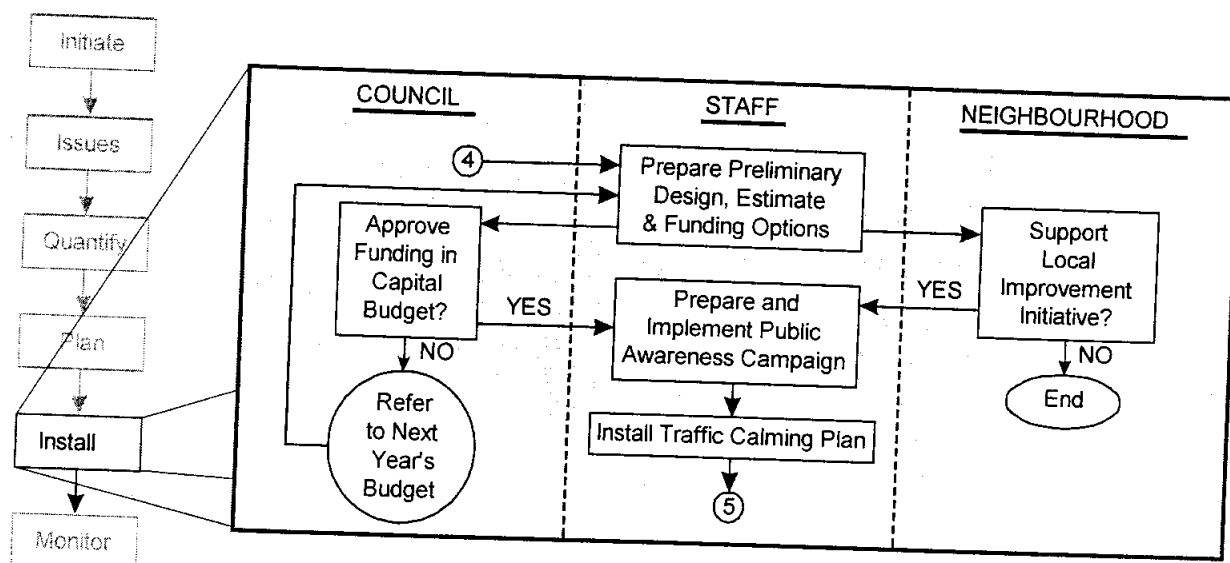 Initiate
Issues
Quantify
Plan
Install
Monitor
COUNCIL
STAFF
NEIGHBOURHOOD
4
Prepare Preliminary
Design, Estimate
& Funding Options
Approve
Funding in
Capital
Budget?
YES
NO
Refer
to Next
Year's
Budget
Prepare and
Implement Public
Awareness Campaign
Install Traffic Calming Plan
5
Support
Local
Improvement
Initiative?
YES
NO
End